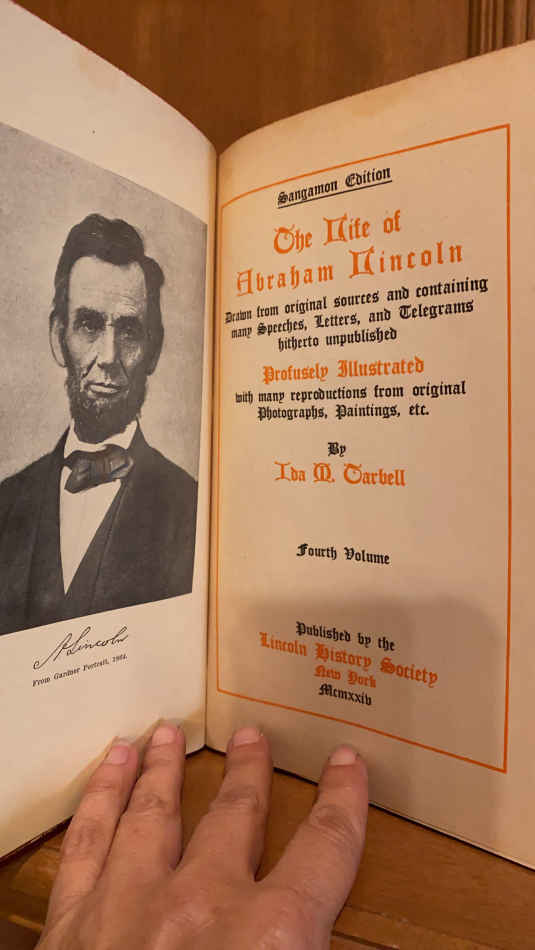 A Lincoln
From Gardner Portrait, 1864.
Sangamon Edition
The Life of
Abraham Lincoln
Drawn from original sources and containing
many Speeches, Letters, and Telegrams
hitherto unpublished
Profusely Illustrated
with many reproductions from original
Photographs, Paintings, etc.
By
Ida M. Tarbell
Fourth Volume
Published by the
Lincoln History Society
New York
Mcmxxiv